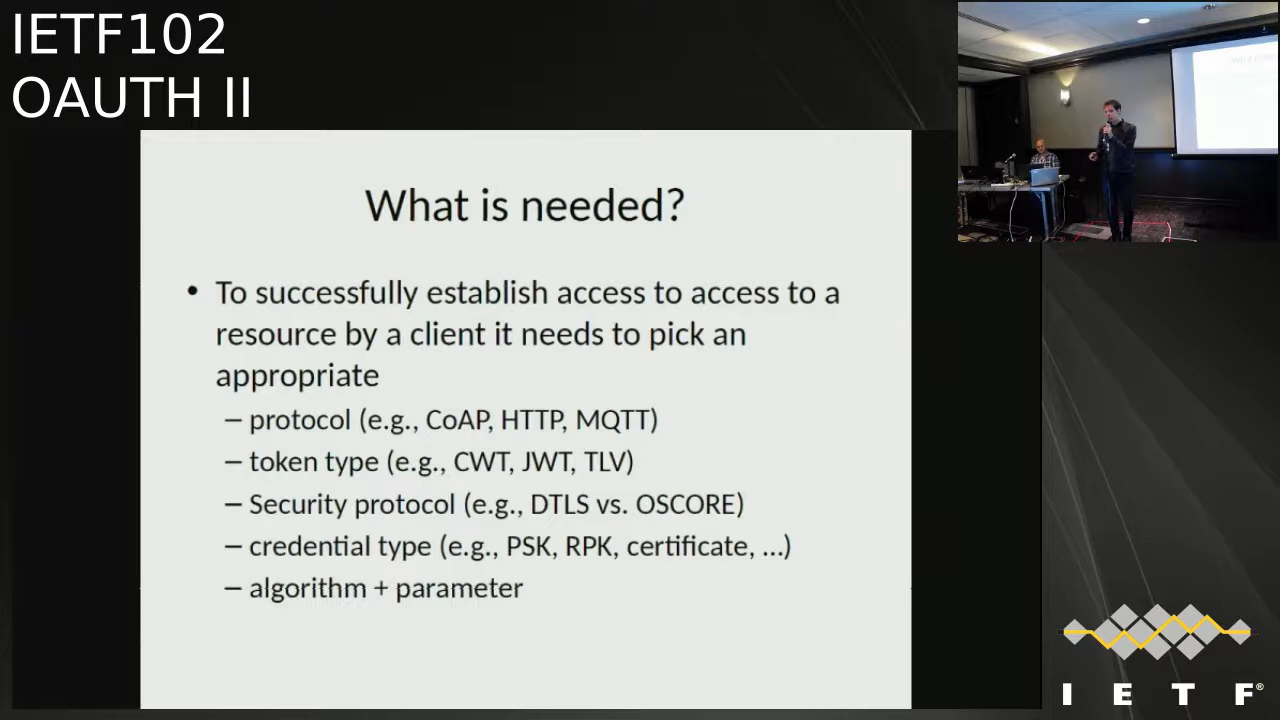 IETF102
OAUTH II
What is needed?
• To successfully establish access to access to a
resource by a client it needs to pick an
appropriate
– protocol (e.g., CoAP, HTTP, MQTT)
– token type (e.g., CWT, JWT, TLV)
– Security protocol (e.g., DTLS vs. OSCORE)
– credential type (e.g., PSK, RPK, certificate, ...)
– algorithm + parameter
I E T F®